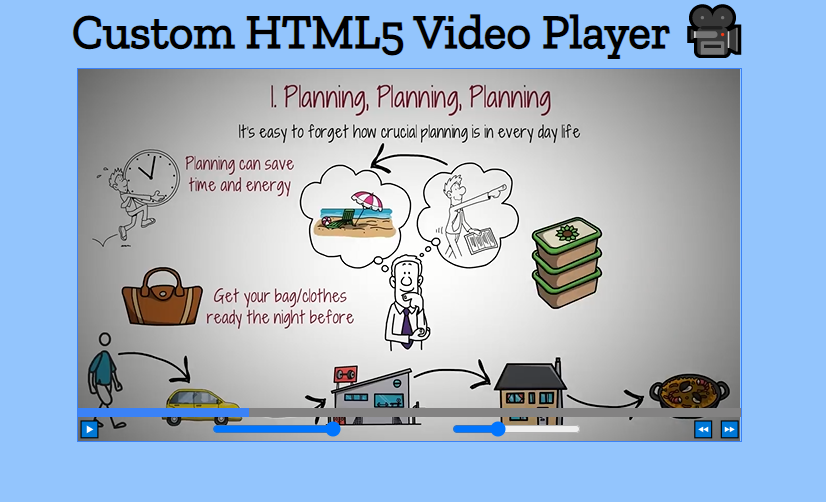 Custom HTML5 Video Player
1. Planning, Planning, Planning
It's easy to forget how crucial planning is in every day life
Planning can save
time and energy
Get your bag/clothes
ready the night before